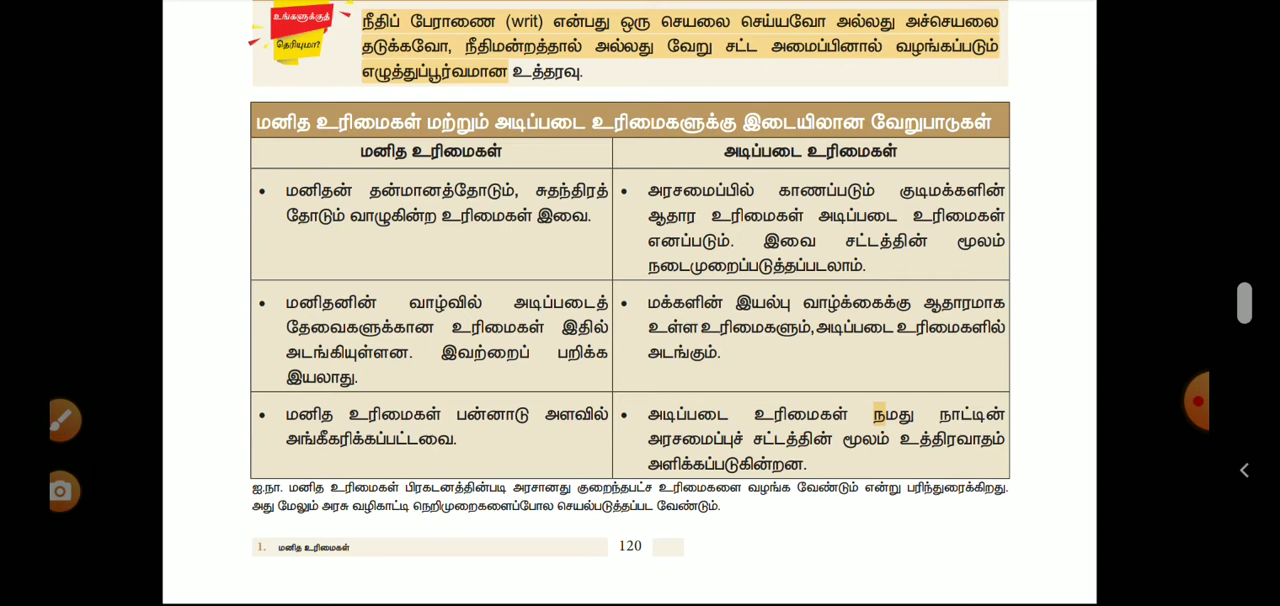 உங்களுக்குத்
தெரியுமா?
நீதிப் பேராணை (writ) என்பது ஒரு செயலை செய்யவோ அல்லது அச்செயலை
தடுக்கவோ, நீதிமன்றத்தால் அல்லது வேறு சட்ட அமைப்பினால் வழங்கப்படும்
எழுத்துப்பூர்வமான உத்தரவு.
மனித உரிமைகள் மற்றும் அடிப்படை உரிமைகளுக்கு இடையிலான வேறுபாடுகள்
மனித உரிமைகள்
அடிப்படை உரிமைகள்
• மனிதன் தன்மானத்தோடும், சுதந்திரத்
தோடும் வாழுகின்ற உரிமைகள் இவை.
• அரசமைப்பில் காணப்படும் குடிமக்களின்
ஆதார உரிமைகள் அடிப்படை உரிமைகள்
எனப்படும். இவை சட்டத்தின் மூலம்
நடைமுறைப்படுத்தப்படலாம்.
• மனிதனின் வாழ்வில் அடிப்படைத்
தேவைகளுக்கான உரிமைகள் இதில்
அடங்கியுள்ளன. இவற்றைப் பறிக்க
இயலாது.
• மக்களின் இயல்பு வாழ்க்கைக்கு ஆதாரமாக
உள்ள உரிமைகளும், அடிப்படை உரிமைகளில்
அடங்கும்.
• மனித உரிமைகள் பன்னாடு அளவில்
அங்கீகரிக்கப்பட்டவை.
• அடிப்படை உரிமைகள் நமது நாட்டின்
அரசமைப்புச் சட்டத்தின் மூலம் உத்திரவாதம்
அளிக்கப்படுகின்றன.
ஐ.நா. மனித உரிமைகள் பிரகடனத்தின்படி அரசானது குறைந்தபட்ச உரிமைகளை வழங்க வேண்டும் என்று பரிந்துரைக்கிறது.
அது மேலும் அரசு வழிகாட்டி நெறிமுறைகளைப்போல செயல்படுத்தப்பட வேண்டும்.
1. மனித உரிமைகள்
120